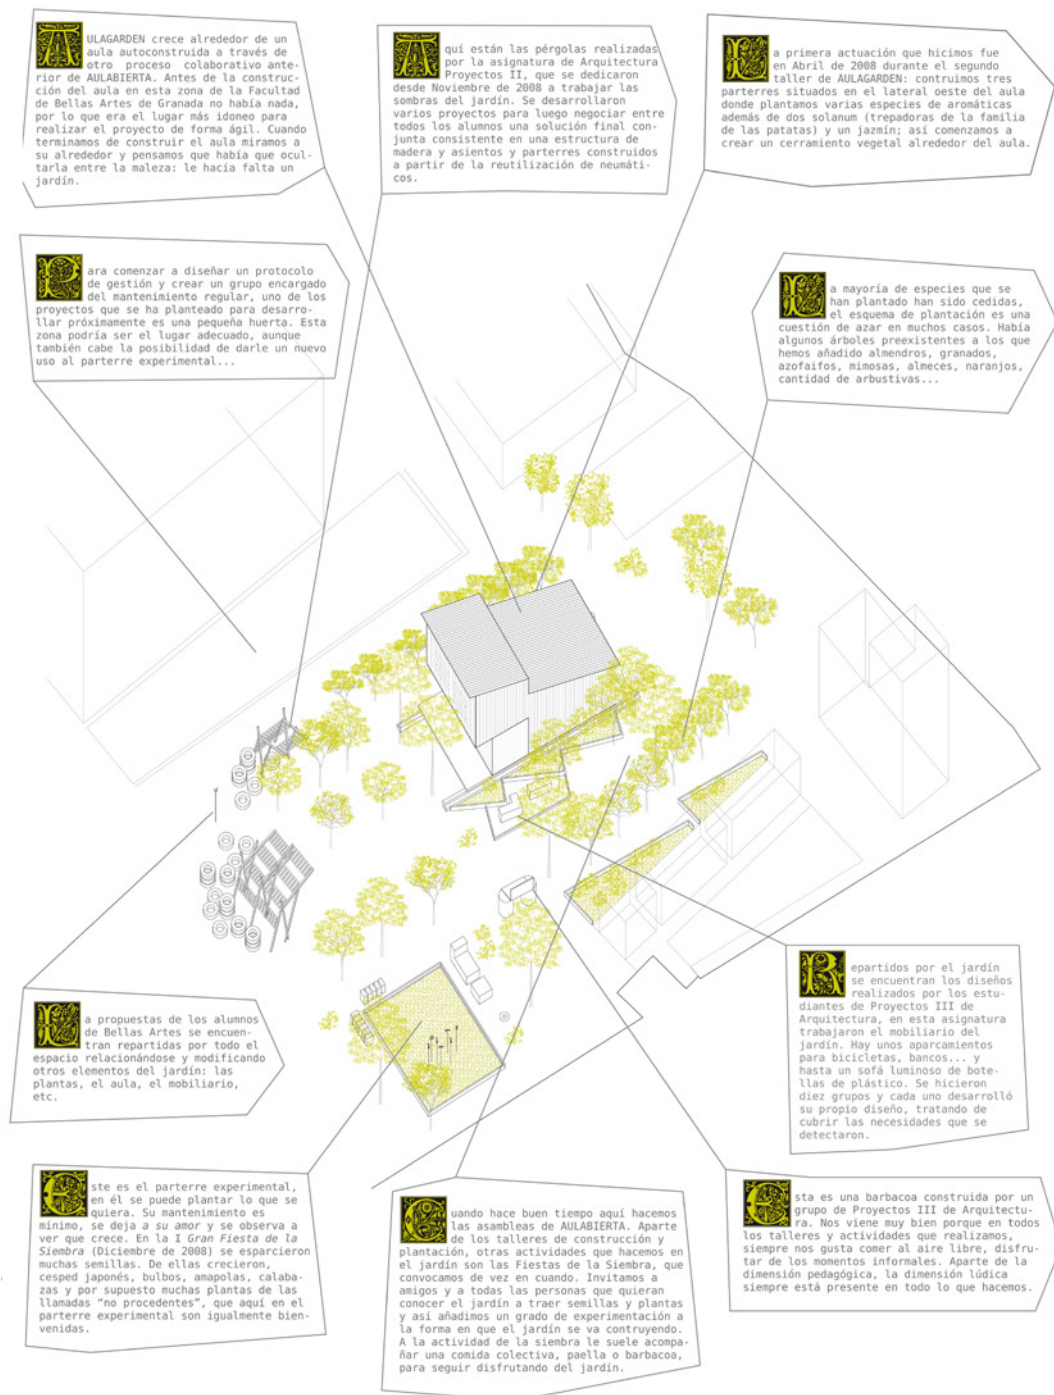 AULAGARDEN crece alrededor de un
aula autoconstruida a través de
otro proceso colaborativo ante-
rior de AULABIERTA. Antes de la construc-
ción del aula en esta zona de la Facultad
de Bellas Artes de Granada no había nada,
por lo que era el lugar más idoneo para
realizar el proyecto de forma ágil. Cuando
terminamos de construir el aula miramos a
su alrededor y pensamos que había que ocul-
tarla entre la maleza: le hacía falta un
jardín.
Aquí están las pérgolas realizadas
por la asignatura de Arquitectura
Proyectos II, que se dedicaron
desde Noviembre de 2008 a trabajar las
sombras del jardín. Se desarrollaron
varios proyectos para luego negociar entre
todos los alumnos una solución final con-
junta consistente en una estructura de
madera y asientos y parterres construidos
a partir de la reutilización de neumáti-
cos.
La primera actuación que hicimos fue
en Abril de 2008 durante el segundo
taller de AULAGARDEN: contruimos tres
parterres situados en el lateral oeste del aula
donde plantamos varias especies de aromáticas
además de dos solanum (trepadoras de la familia
de las patatas) y un jazmín; así comenzamos a
crear un cerramiento vegetal alrededor del aula.
Para comenzar a diseñar un protocolo
de gestión y crear un grupo encargado
del mantenimiento regular, uno de los
proyectos que se ha planteado para desarro-
llar próximamente es una pequeña huerta. Esta
zona podría ser el lugar adecuado, aunque
también cabe la posibilidad de darle un nuevo
uso al parterre experimental...
La mayoría de especies que se
han plantado han sido cedidas,
el esquema de plantación es una
cuestión de azar en muchos casos. Había
algunos árboles preexistentes a los que
hemos añadido almendros, granados,
azofaifos, mimosas, almeces, naranjos,
cantidad de arbustivas...
La propuestas de los alumnos
de Bellas Artes se encuen-
tran repartidas por todo el
espacio relacionándose y modificando
otros elementos del jardín: las
plantas, el aula, el mobiliario,
etc.
Repartidos por el jardín
se encuentran los diseños
realizados por los estu-
diantes de Proyectos III de
Arquitectura, en esta asignatura
trabajaron el mobiliario del
jardín. Hay unos aparcamientos
para bicicletas, bancos... y
hasta un sofá luminoso de bote-
llas de plástico. Se hicieron
diez grupos y cada uno desarrolló
su propio diseño, tratando de
cubrir las necesidades que se
detectaron.
Este es el parterre experimental,
en él se puede plantar lo que se
quiera. Su mantenimiento es
mínimo, se deja a su amor y se observa a
ver que crece. En la I Gran Fiesta de la
Siembra (Diciembre de 2008) se esparcieron
muchas semillas. De ellas crecieron,
cesped japonés, bulbos, amapolas, calaba-
zas y por supuesto muchas plantas de las
llamadas "no procedentes", que aquí en el
parterre experimental son igualmente bien-
venidas.
Cuando hace buen tiempo aquí hacemos
las asambleas de AULABIERTA. Aparte
de los talleres de construcción y
plantación, otras actividades que hacemos en
el jardín son las Fiestas de la Siembra, que
convocamos de vez en cuando. Invitamos a
amigos y a todas las personas que quieran
conocer el jardín a traer semillas y plantas
y así añadimos un grado de experimentación a
la forma en que el jardín se va contruyendo.
A la actividad de la siembra le suele acompa-
ñar una comida colectiva, paella o barbacoa,
para seguir disfrutando del jardín.
Esta es una barbacoa construida por un
grupo de Proyectos III de Arquitectu-
ra. Nos viene muy bien porque en todos
los talleres y actividades que realizamos,
siempre nos gusta comer al aire libre, disfru-
tar de los momentos informales. Aparte de la
dimensión pedagógica, la dimensión lúdica
siempre está presente en todo lo que hacemos.